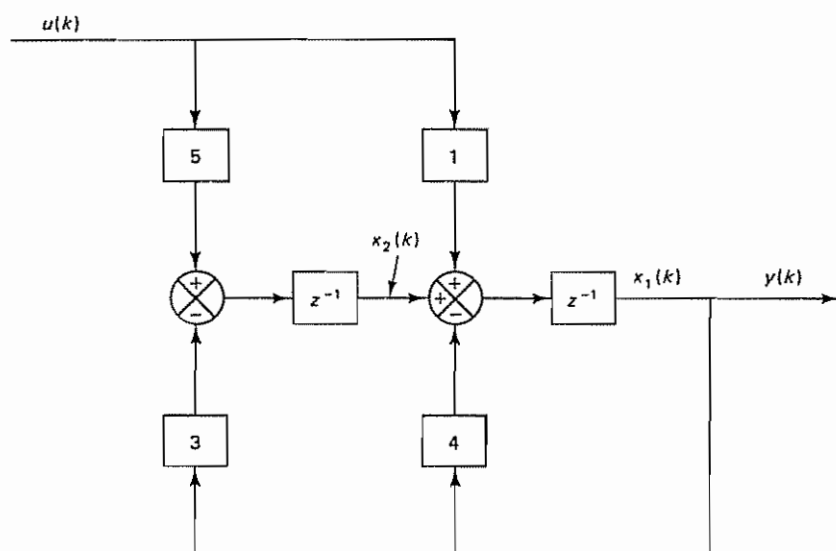 u(k)
5
1
x₂(k)
+
−
z⁻¹
+
+
−
z⁻¹
x₁(k)
y(k)
3
4